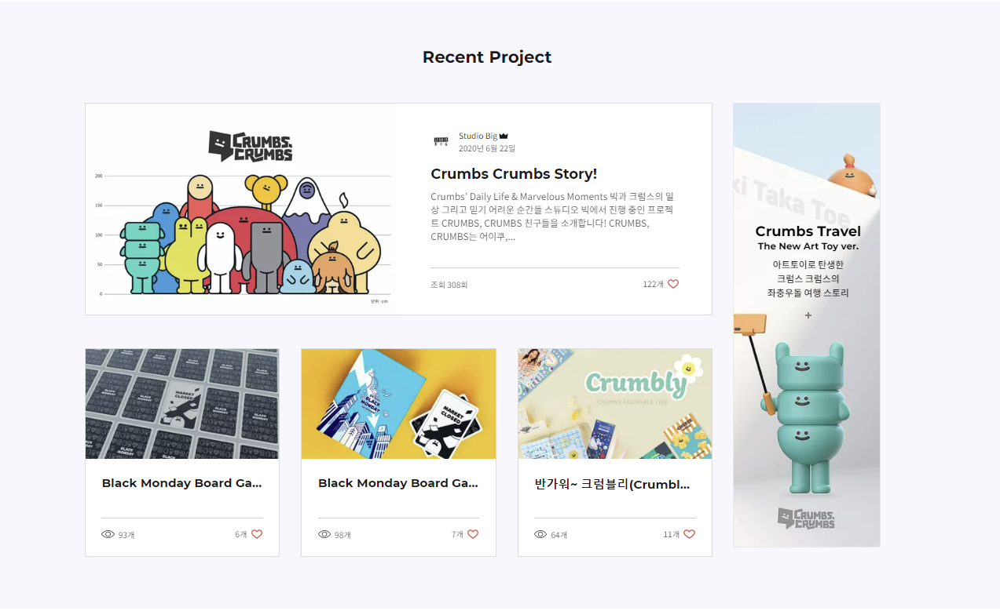 Recent Project
CRUMBS.
CRUMBS
200
150
100
50
0
단위 : cm
STUDIO
BIG
Studio Big
2020년 6월 22일
Crumbs Crumbs Story!
Crumbs’ Daily Life & Marvelous Moments 빅과 크럼스의 일
상 그리고 믿기 어려운 순간들 스튜디오 빅에서 진행 중인 프로젝
트 CRUMBS, CRUMBS 친구들을 소개합니다! CRUMBS,
CRUMBS는 어이쿠,...
조회 308회
122개
ki Taka Toe
Crumbs Travel
The New Art Toy ver.
아트토이로 탄생한
크럼스 크럼스의
좌충우돌 여행 스토리
+
CRUMBS.
CRUMBS
BLACK
MONDAY
MARKET
CLOSED
Black Monday Board Ga...
93개
6개
BLACK
MONDAY
MARKET
CLOSED
Black Monday Board Ga...
98개
7개
Crumbly
CRUMBS ADORABLE LINE
CHEESE
반가워~ 크럼블리(Crumbl...
64개
11개